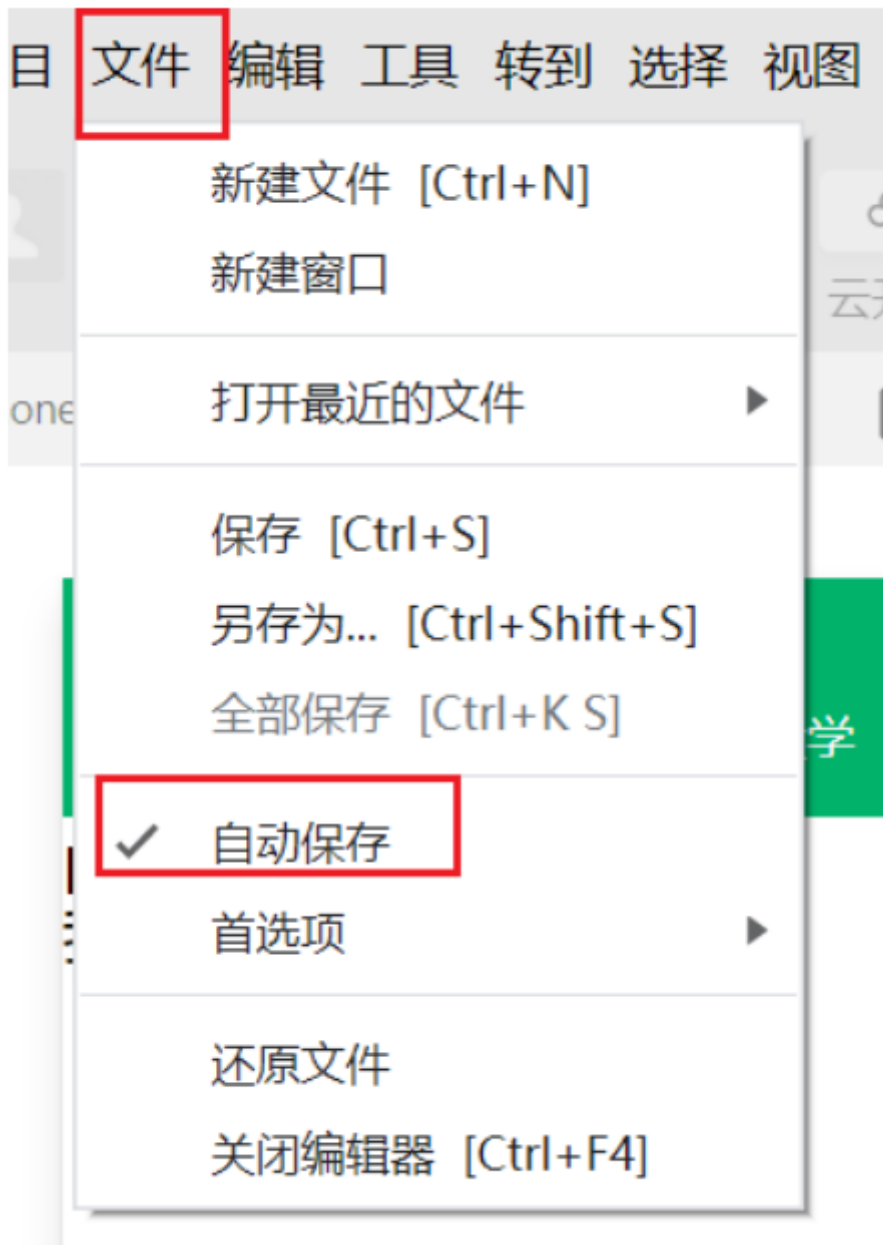 目 文件 编辑 工具 转到 选择 视图
新建文件 [Ctrl+N]
新建窗口
打开最近的文件
one
保存 [Ctrl+S]
另存为... [Ctrl+Shift+S]
全部保存 [Ctrl+K S]
学
自动保存
首选项
还原文件
关闭编辑器 [Ctrl+F4]